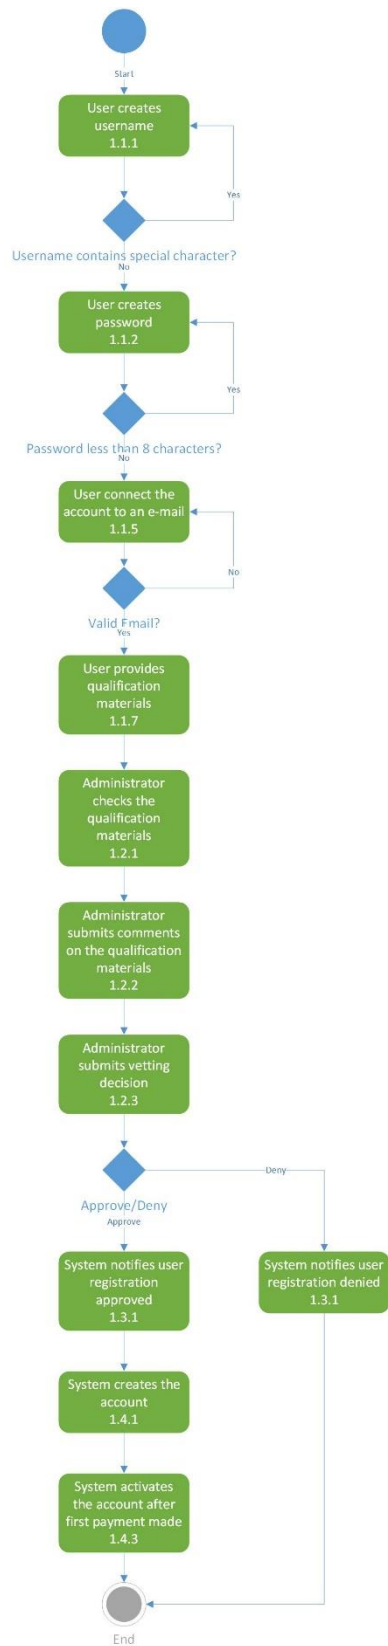 Start
User creates
username
1.1.1
Yes
Username contains special character?
No
User creates
password
1.1.2
Yes
Password less than 8 characters?
No
User connect the
account to an e-mail
1.1.5
No
Valid Email?
Yes
User provides
qualification
materials
1.1.7
Administrator
checks the
qualification
materials
1.2.1
Administrator
submits comments
on the qualification
materials
1.2.2
Administrator
submits vetting
decision
1.2.3
Deny
Approve/Deny
Approve
System notifies user
registration
approved
1.3.1
System notifies user
registration denied
1.3.1
System creates the
account
1.4.1
System activates
the account after
first payment made
1.4.3
End